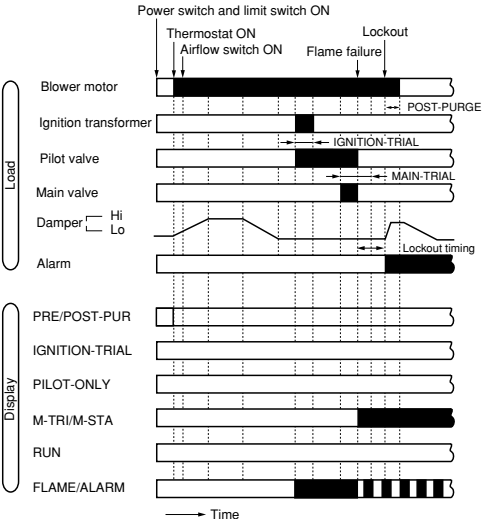 Power switch and limit switch ON
Lockout
Thermostat ON
Flame failure
Airflow switch ON
Load
Blower motor
POST-PURGE
Ignition transformer
IGNITION-TRIAL
Pilot valve
MAIN-TRIAL
Main valve
Damper Hi
Lo
Lockout timing
Alarm
Display
PRE/POST-PUR
IGNITION-TRIAL
PILOT-ONLY
M-TRI/M-STA
RUN
FLAME/ALARM
Time